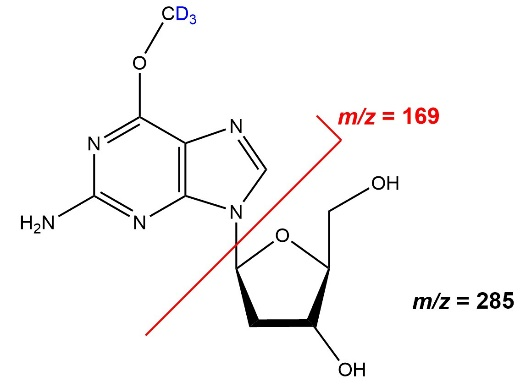 CD3
O
N
N
m/z = 169
N
N
H2N
O
OH
m/z = 285
OH